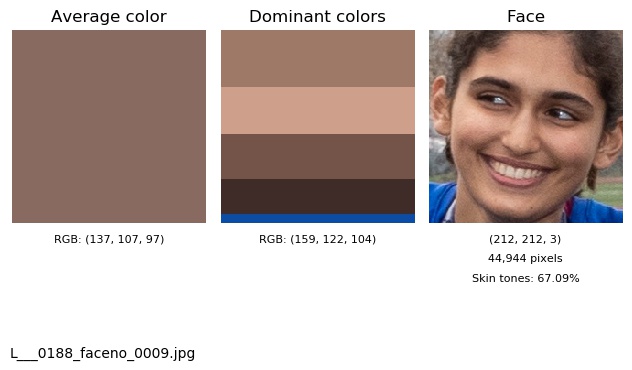 Average color
Dominant colors
Face
RGB: (137, 107, 97)
RGB: (159, 122, 104)
(212, 212, 3)
44,944 pixels
Skin tones: 67.09%
L___0188_faceno_0009.jpg